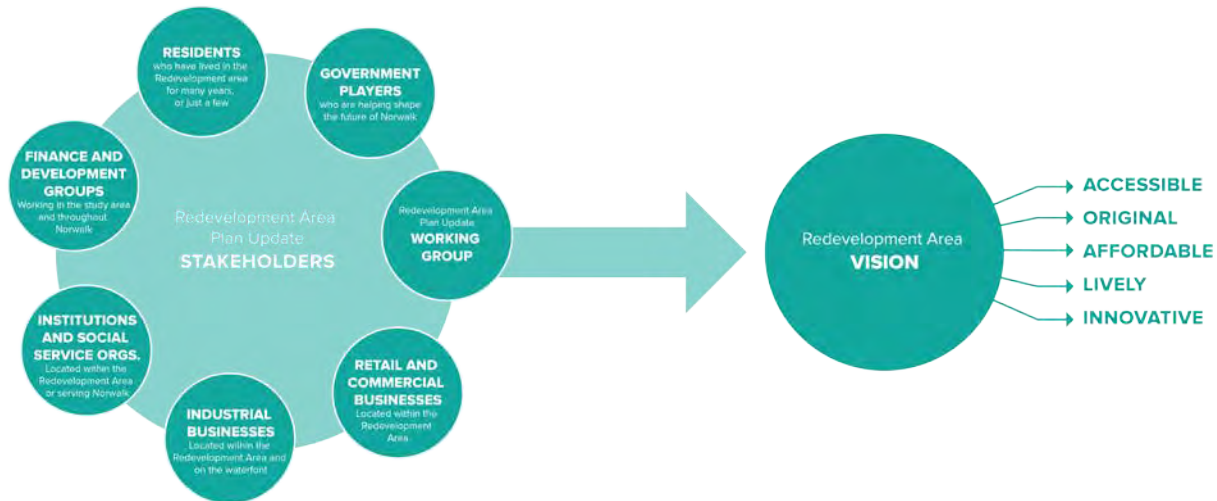 RESIDENTS
who have lived in the
Redevelopment area
for many years,
or just a few
GOVERNMENT
PLAYERS
who are helping shape
the future of Norwalk
FINANCE AND
DEVELOPMENT
GROUPS
Working in the study area
and throughout
Norwalk
Redevelopment Area
Plan Update
STAKEHOLDERS
Redevelopment Area
Plan Update
WORKING
GROUP
INSTITUTIONS
AND SOCIAL
SERVICE ORGS.
Located within the
Redevelopment Area
or serving Norwalk
INDUSTRIAL
BUSINESSES
Located within the
Redevelopment Area and
on the waterfont
RETAIL AND
COMMERCIAL
BUSINESSES
Located within the
Redevelopment
Area
Redevelopment Area
VISION
ACCESSIBLE
ORIGINAL
AFFORDABLE
LIVELY
INNOVATIVE